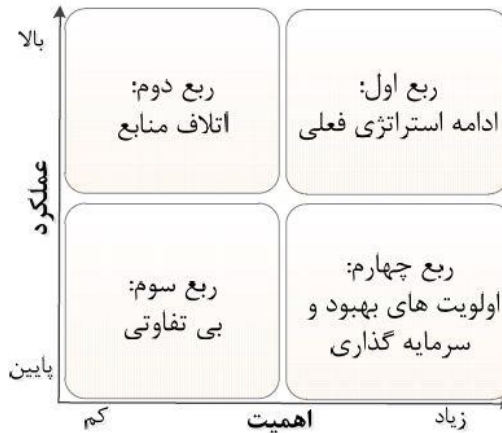 بالا
ربع اول:
ادامه استراتژی فعلی
ربع دوم:
اتلاف منابع
عملکرد
ربع چهارم:
اولویت های بهبود و
سرمایه گذاری
ربع سوم:
بی تفاوتی
پایین
زیاد
اهمیت
کم